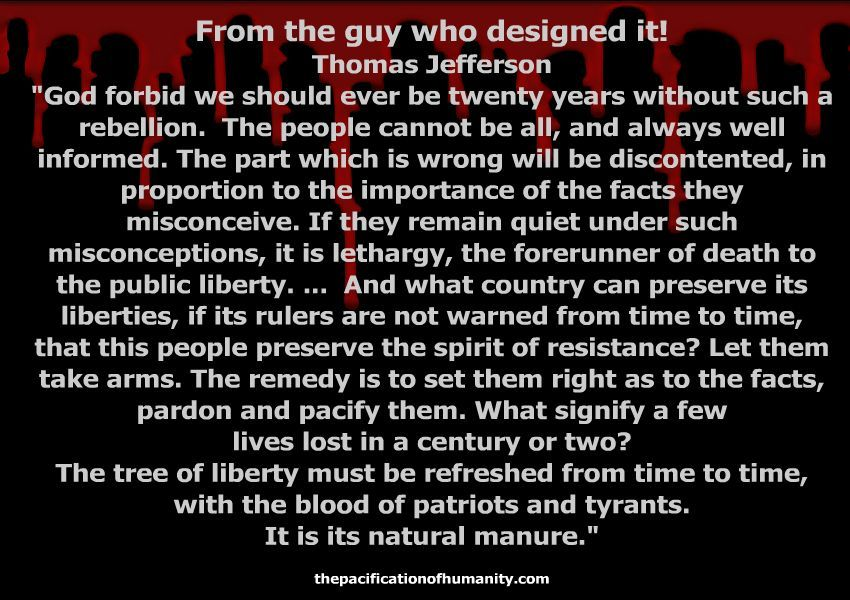 From the guy who designed it!
Thomas Jefferson
"God forbid we should ever be twenty years without such a
rebellion.  The people cannot be all, and always well
informed. The part which is wrong will be discontented, in
proportion to the importance of the facts they
misconceive. If they remain quiet under such
misconceptions, it is lethargy, the forerunner of death to
the public liberty. ...  And what country can preserve its
liberties, if its rulers are not warned from time to time,
that this people preserve the spirit of resistance? Let them
take arms. The remedy is to set them right as to the facts,
pardon and pacify them. What signify a few
lives lost in a century or two?
The tree of liberty must be refreshed from time to time,
with the blood of patriots and tyrants.
It is its natural manure."
thepacificationofhumanity.com